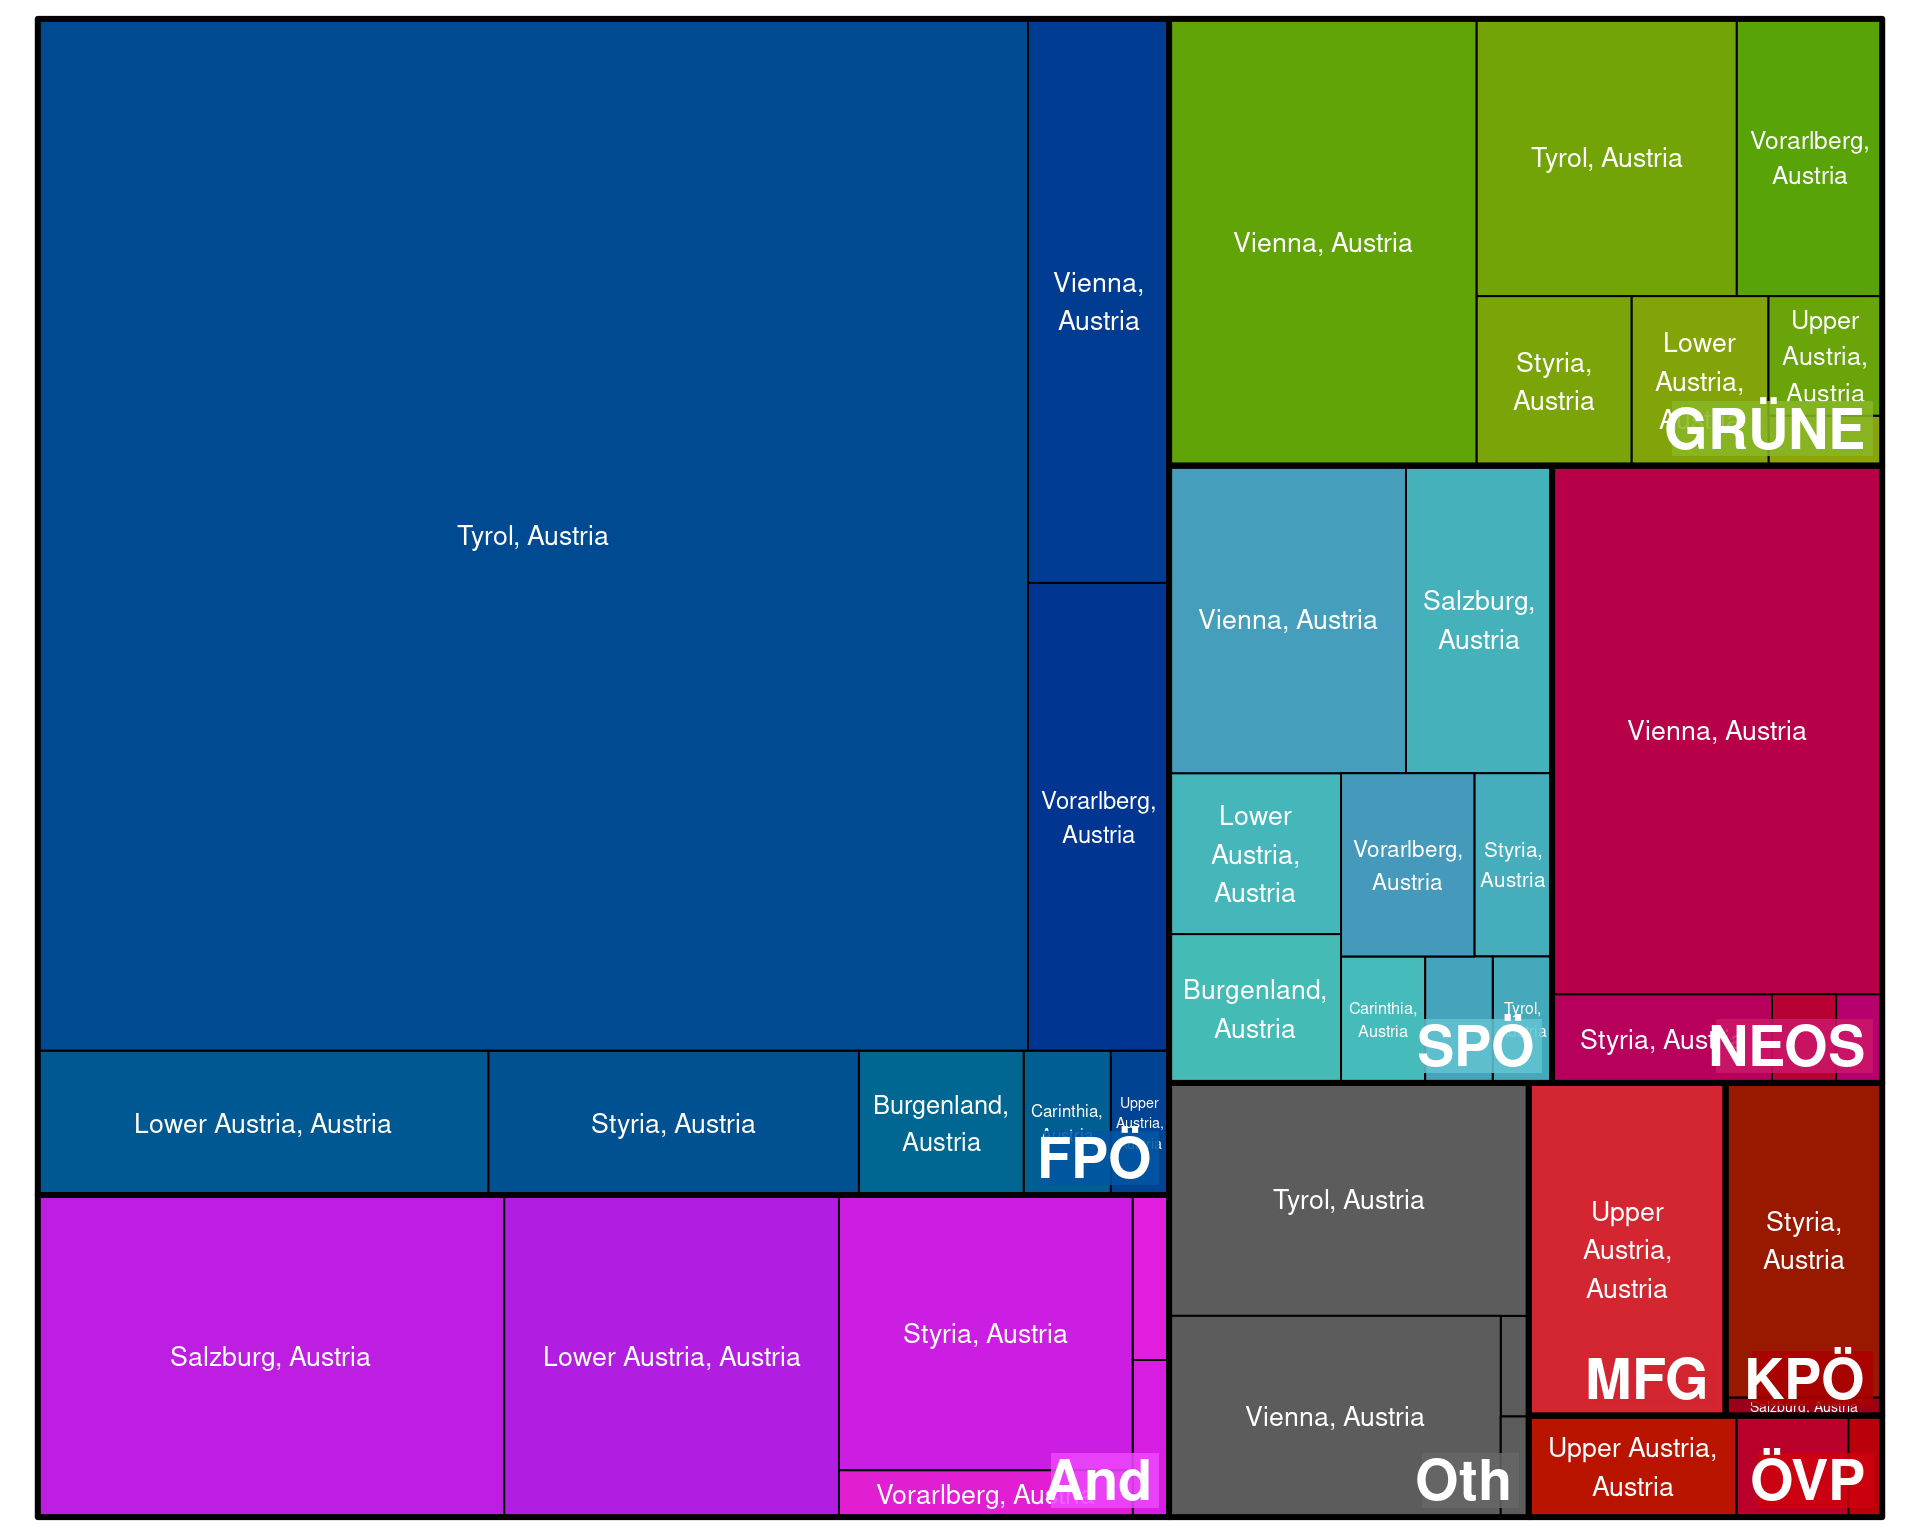 Tyrol, Austria
Vienna,
Austria
Vorarlberg,
Austria
Lower Austria, Austria
Styria, Austria
Burgenland,
Austria
Carinthia,
Upper
Austria,
FPÖ
Salzburg, Austria
Lower Austria, Austria
Styria, Austria
Vorarlberg, Austria
And
Vienna, Austria
Tyrol, Austria
Vorarlberg,
Austria
Styria,
Austria
Lower
Austria,
Upper
Austria,
Austria
GRÜNE
Vienna, Austria
Salzburg,
Austria
Lower
Austria,
Austria
Vorarlberg,
Austria
Styria,
Austria
Burgenland,
Austria
Carinthia,
Austria
Tyrol,
SPÖ
Vienna, Austria
Styria, Austria
NEOS
Tyrol, Austria
Vienna, Austria
Oth
Upper
Austria,
Austria
MFG
Styria,
Austria
KPÖ
Salzburg, Austria
Upper Austria,
Austria
ÖVP